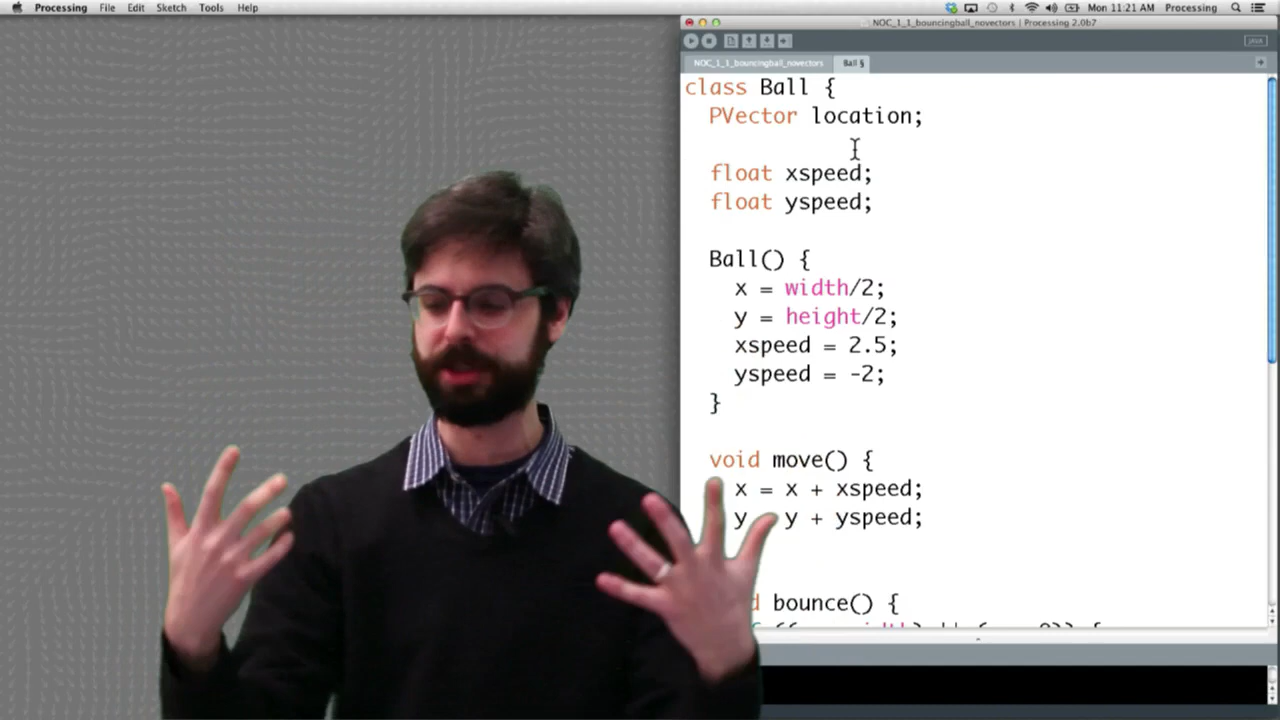 Processing File Edit Sketch Tools Help Mon 11:21 AM Processing
NOC_1_1_bouncingball_novectors | Processing 2.0b7
java
NOC_1_1_bouncingball_novectors Ball §
class Ball {
PVector location;
float xspeed;
float yspeed;
Ball() {
x = width/2;
y = height/2;
xspeed = 2.5;
yspeed = -2;
}
void move() {
x = x + xspeed;
y y + yspeed;
bounce() {